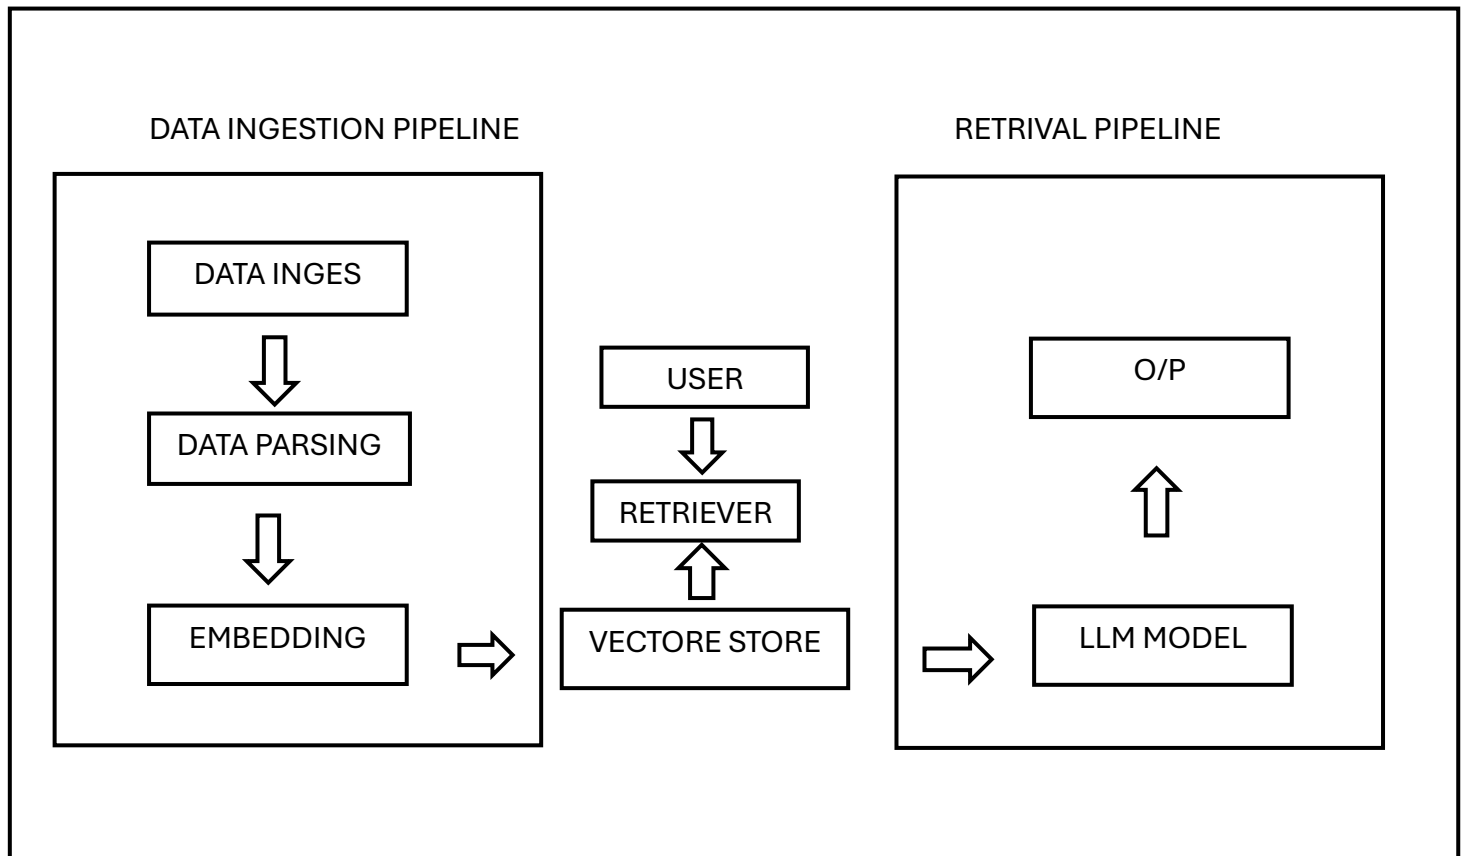 DATA INGESTION PIPELINE
RETRIVAL PIPELINE
DATA INGES
DATA PARSING
EMBEDDING
USER
RETRIEVER
VECTORE STORE
O/P
LLM MODEL